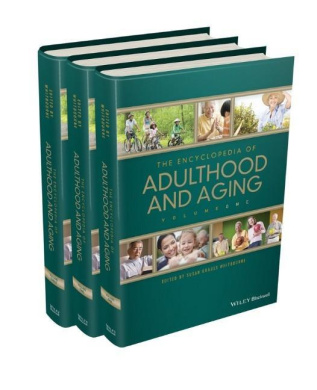 THE ENCYCLOPEDIA OF
ADULTHOOD
AND AGING
VOLUME ONE
EDITED BY SUSAN KRAUSS WHITBOURNE
WILEY Blackwell
ADULTHOOD AND AGING
ADULTHOOD AND AGING
ADULTHOOD AND AGING